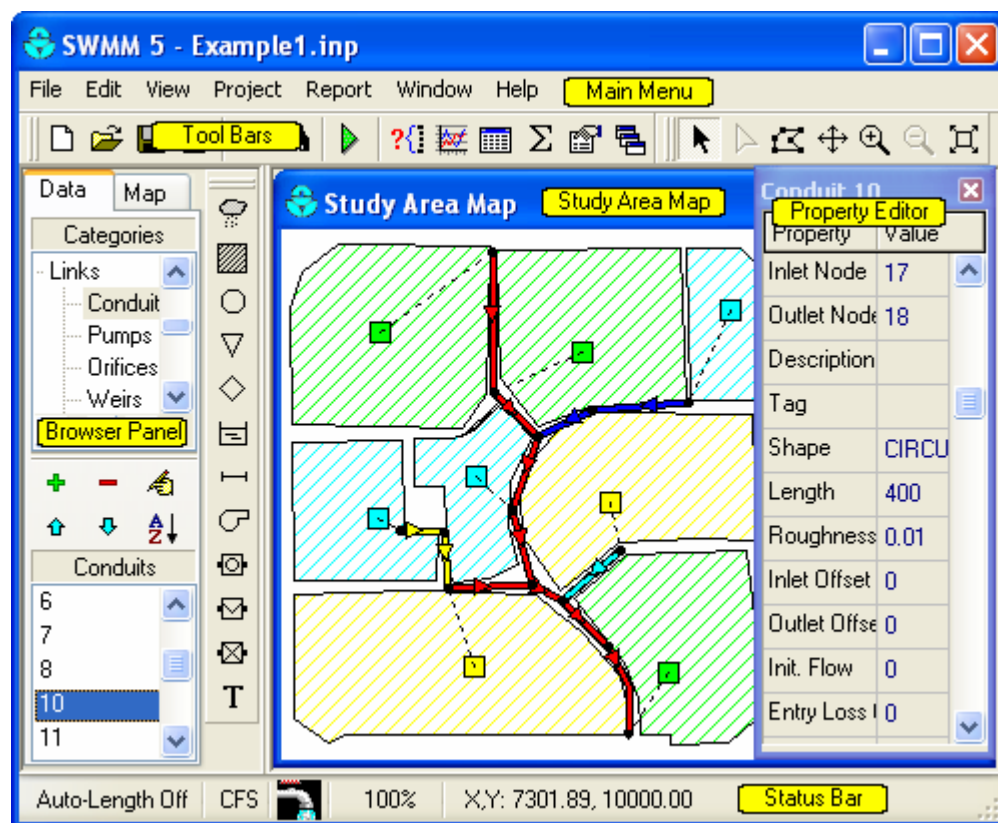 SWMM 5 - Example1.inp
File Edit View Project Report Window Help Main Menu
Tool Bars
Data Map
Categories
Links
Conduit
Pumps
Orifices
Weirs
Browser Panel
Conduits
6
7
8
10
11
T
Study Area Map Study Area Map
Conduit 10
Property Editor
Property Value
Inlet Node 17
Outlet Node 18
Description
Tag
Shape CIRCU
Length 400
Roughness 0.01
Inlet Offset 0
Outlet Offse 0
Init. Flow 0
Entry Loss 0
Auto-Length Off CFS 100% X,Y: 7301.89, 10000.00 Status Bar